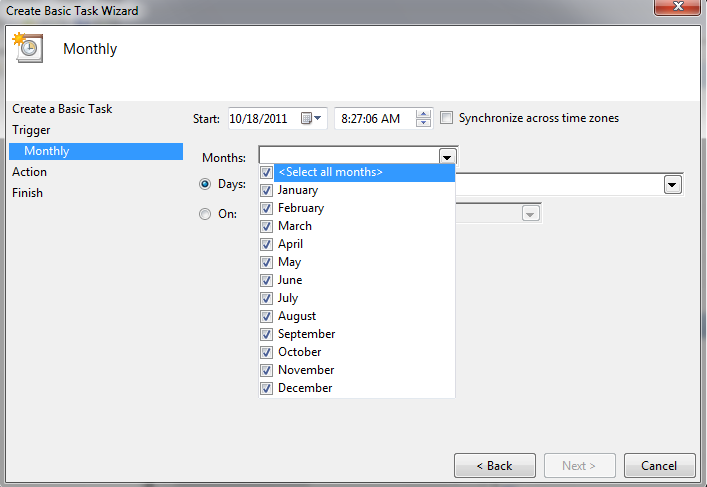 Create Basic Task Wizard
Monthly
Create a Basic Task
Trigger
Monthly
Action
Finish
Start: 10/18/2011 8:27:06 AM Synchronize across time zones
Months:
<Select all months>
Days:
January
February
On:
March
April
May
June
July
August
September
October
November
December
< Back Next > Cancel